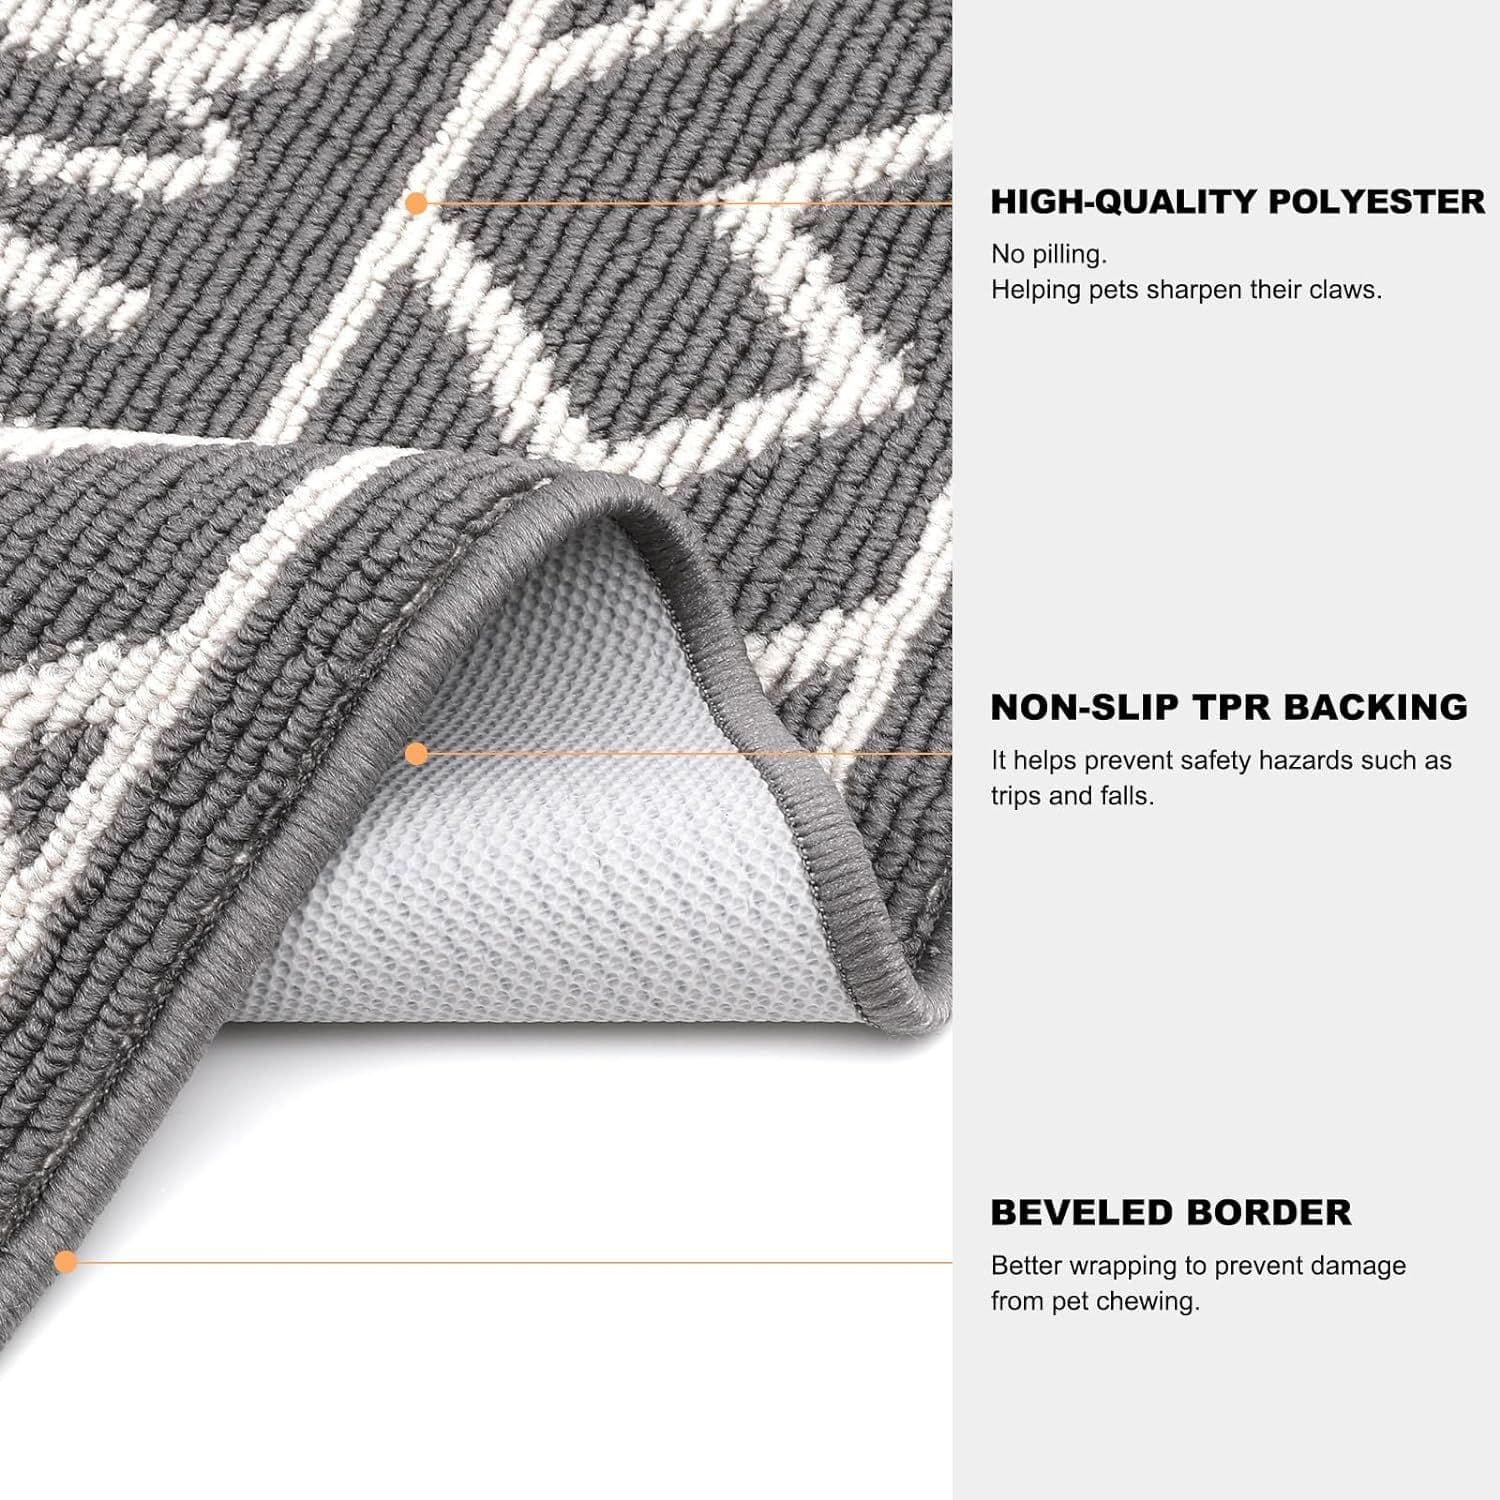 HIGH-QUALITY POLYESTER
No pilling.
Helping pets sharpen their claws.
NON-SLIP TPR BACKING
It helps prevent safety hazards such as
trips and falls.
BEVELED BORDER
Better wrapping to prevent damage
from pet chewing.